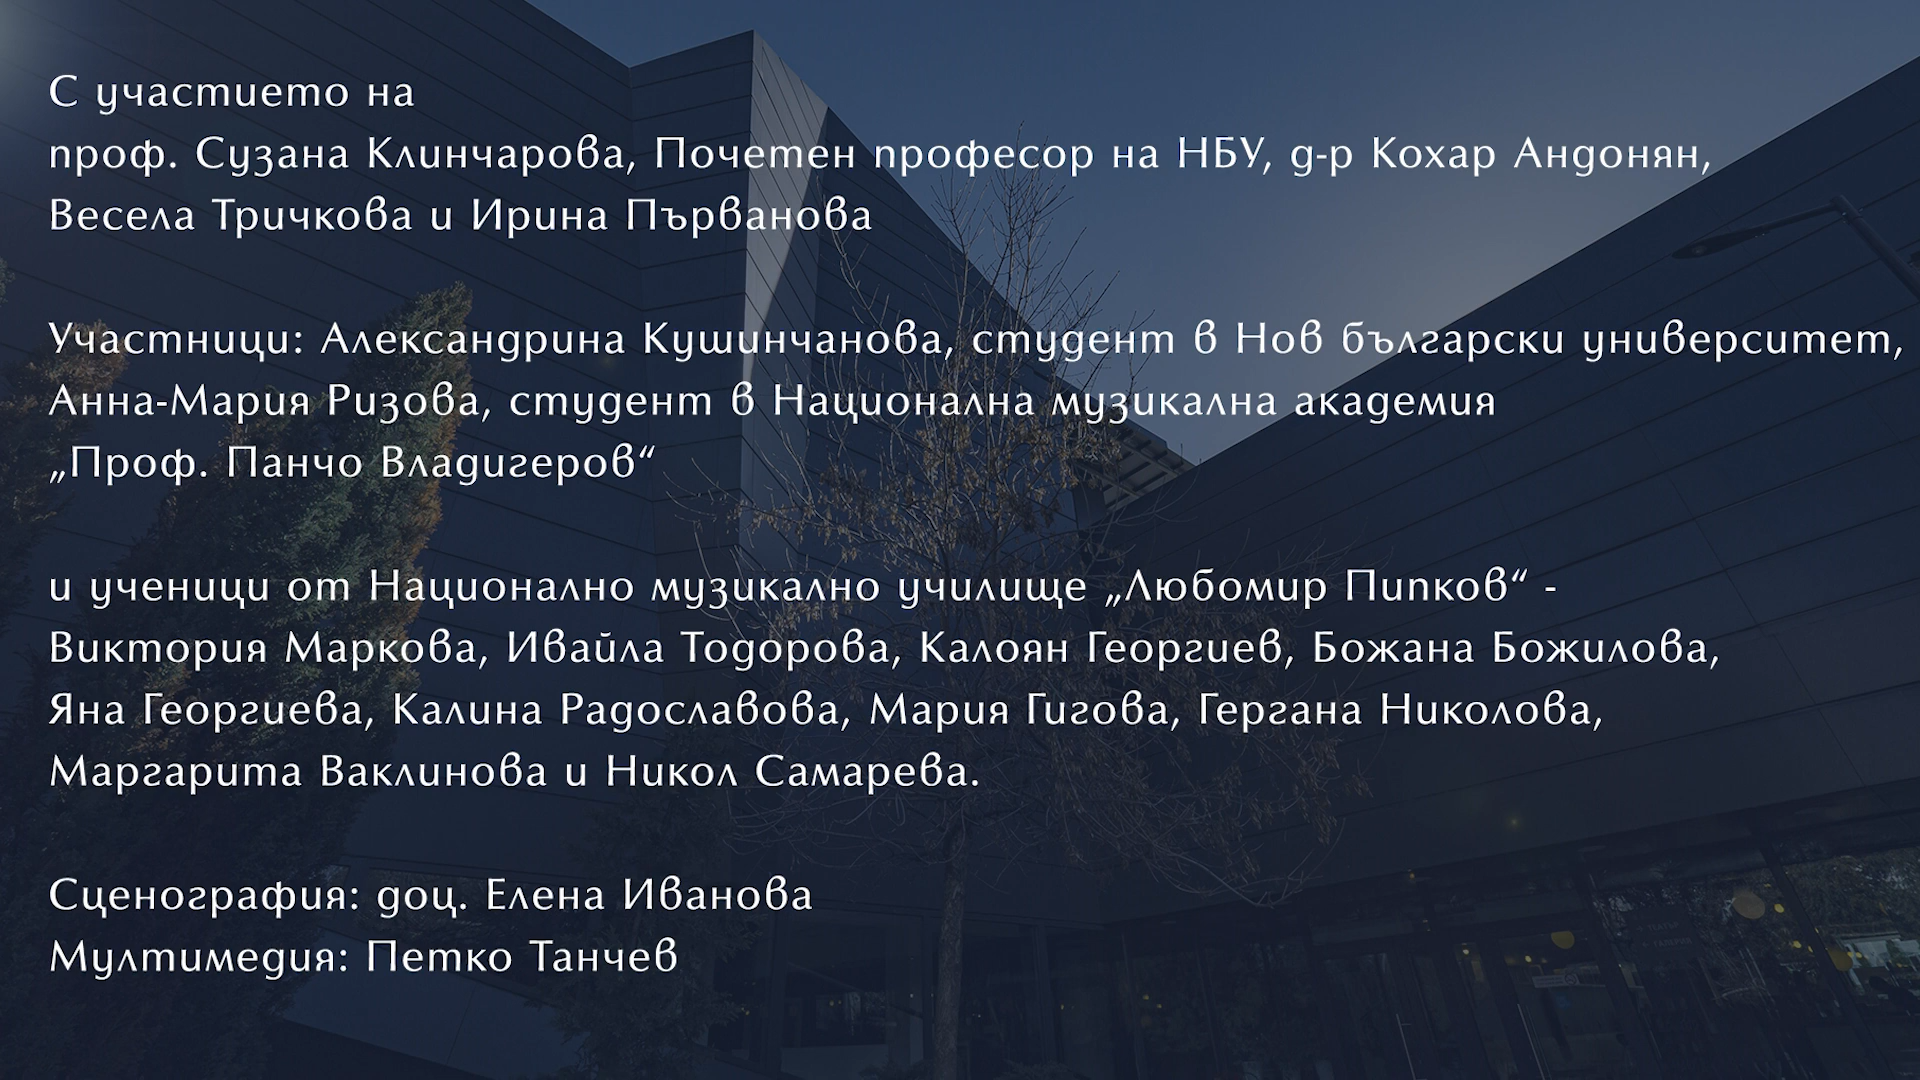 С участието на
проф. Сузана Клинчарова, Почетен професор на НБУ, д-р Кохар Андонян,
Весела Тричкова и Ирина Първанова
Участници: Александрина Кушинчанова, студент в Нов български университет,
Анна-Мария Ризова, студент в Национална музикална академия
„Проф. Панчо Владигеров“
и ученици от Национално музикално училище „Любомир Пипков“ -
Виктория Маркова, Ивайла Тодорова, Калоян Георгиев, Божана Божилова,
Яна Георгиева, Калина Радославова, Мария Гигова, Гергана Николова,
Маргарита Ваклинова и Никол Самарева.
Сценография: доц. Елена Иванова
Мултимедия: Петко Танчев